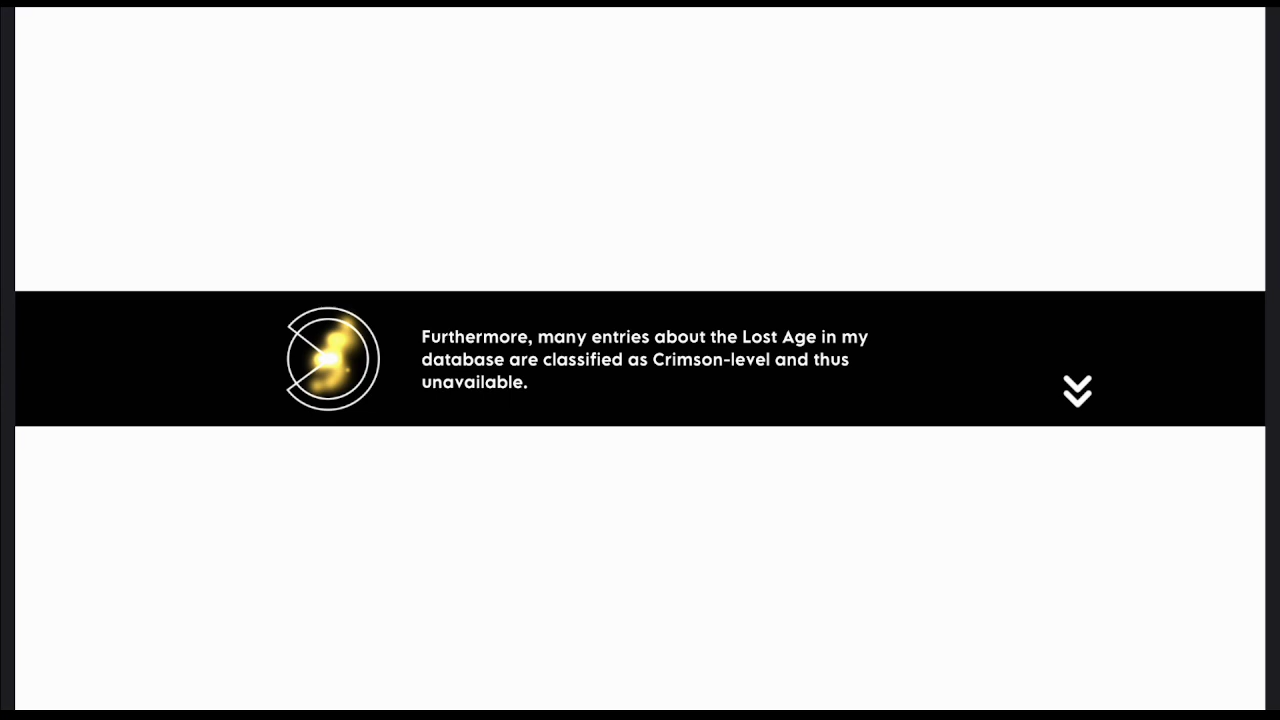 Furthermore, many entries about the Lost Age in my
database are classified as Crimson-level and thus
unavailable.